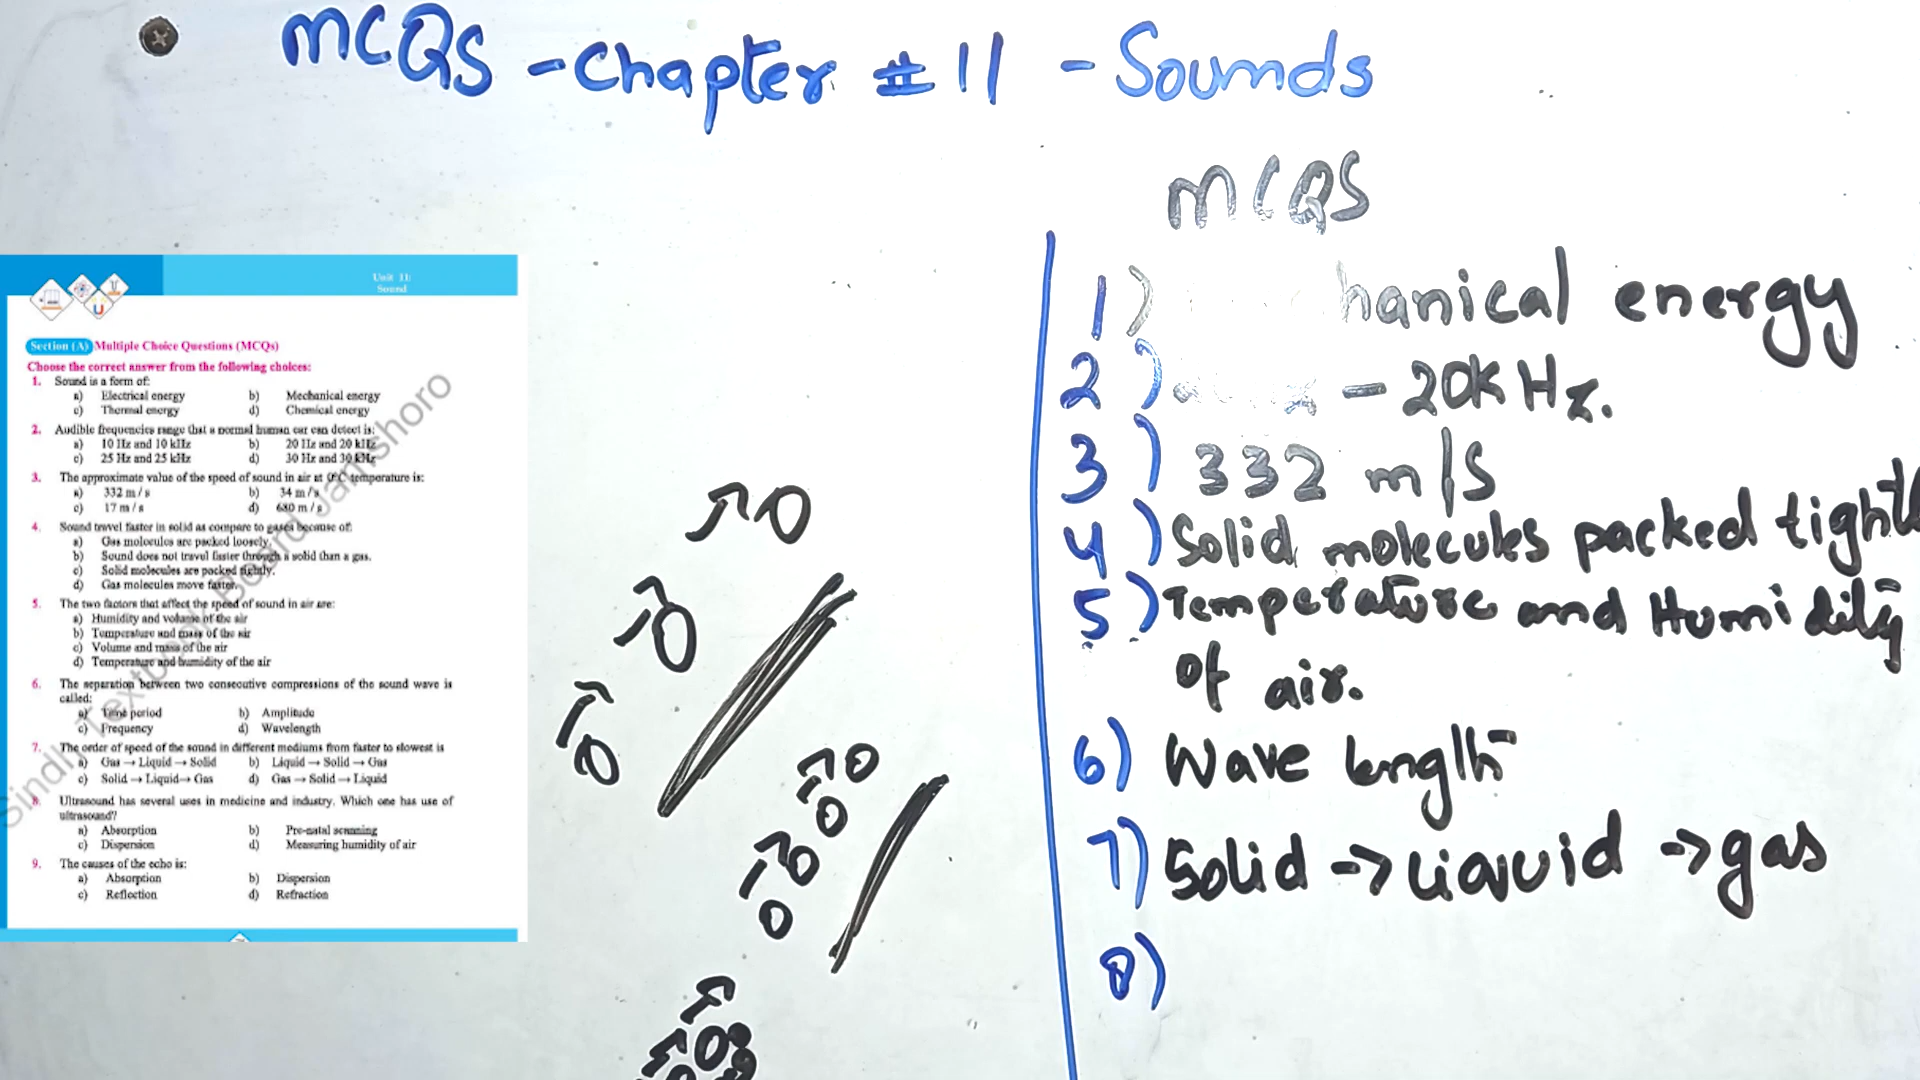 MCQS - Chapter # 11 - Sounds
MCQS
1) hanical energy
2) - 20K Hz.
3) 332 m/s
4) Solid molecules packed
5) Temperature and Humidity
of air.
6) Wave length
7) Solid → Liquid → gas
8)
Unit 11:
Sound
Section (A) Multiple Choice Questions (MCQs)
Choose the correct answer from the following choices:
1. Sound is a form of:
a) Electrical energy b) Mechanical energy
c) Thermal energy d) Chemical energy
2. Audible frequencies range that a normal human ear can detect is:
a) 10 Hz and 10 kHz b) 20 Hz and 20 kHz
c) 25 Hz and 25 kHz d) 30 Hz and 30 kHz
3. The approximate value of the speed of sound in air at 0°C temperature is:
a) 332 m / s b) 34 m / s
c) 17 m / s d) 680 m / s
4. Sound travel faster in solid as compare to gases because of:
a) Gas molecules are packed loosely.
b) Sound does not travel faster through a solid than a gas.
c) Solid molecules are packed tightly.
d) Gas molecules move faster.
5. The two factors that affect the speed of sound in air are:
a) Humidity and volume of the air
b) Temperature and mass of the air
c) Volume and mass of the air
d) Temperature and humidity of the air
6. The separation between two consecutive compressions of the sound wave is
called:
a) Time period b) Amplitude
c) Frequency d) Wavelength
7. The order of speed of the sound in different mediums from faster to slowest is
a) Gas → Liquid → Solid b) Liquid → Solid → Gas
c) Solid → Liquid → Gas d) Gas → Solid → Liquid
8. Ultrasound has several uses in medicine and industry. Which one has use of
ultrasound?
a) Absorption b) Pre-natal scanning
c) Dispersion d) Measuring humidity of air
9. The causes of the echo is:
a) Absorption b) Dispersion
c) Reflection d) Refraction
Sindh Textbook Board Jamshoro